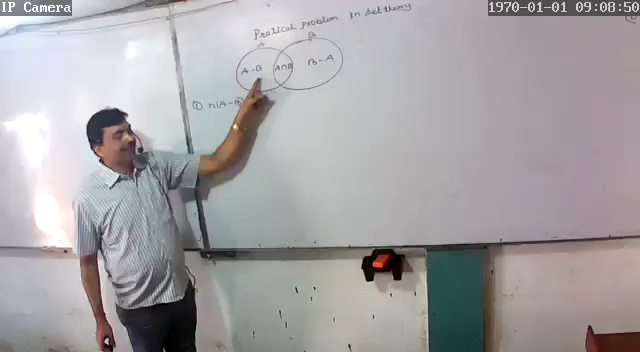 IP Camera
1970-01-01 09:08:50
Pratical problem in set theory
A B
A-B A∩B B-A
① n(A-B)